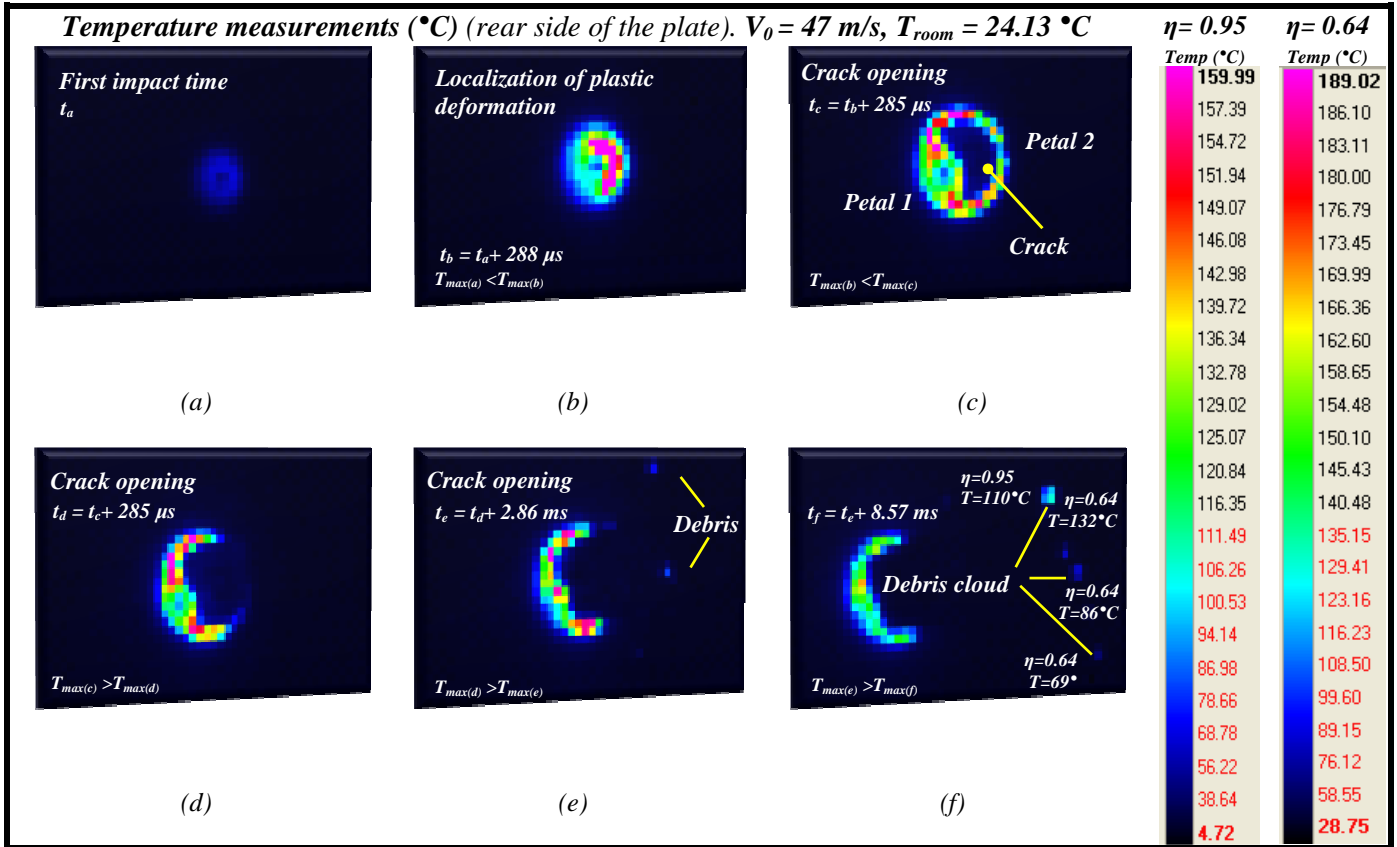 Temperature measurements (°C) (rear side of the plate). V0 = 47 m/s, Troom = 24.13 °C
η= 0.95
η= 0.64
Temp (°C)
Temp (°C)
First impact time
ta
(a)
Localization of plastic
deformation
tb = ta+ 288 µs
Tmax(a) <Tmax(b)
(b)
Crack opening
tc = tb+ 285 µs
Petal 2
Petal 1
Crack
Tmax(b) <Tmax(c)
(c)
Crack opening
td = tc+ 285 µs
Tmax(c) >Tmax(d)
(d)
Crack opening
te = td+ 2.86 ms
Debris
Tmax(d) >Tmax(e)
(e)
tf = te+ 8.57 ms
η=0.95
T=110°C
η=0.64
T=132°C
Debris cloud
η=0.64
T=86°C
η=0.64
T=69°
Tmax(e) >Tmax(f)
(f)
159.99
157.39
154.72
151.94
149.07
146.08
142.98
139.72
136.34
132.78
129.02
125.07
120.84
116.35
111.49
106.26
100.53
94.14
86.98
78.66
68.78
56.22
38.64
4.72
189.02
186.10
183.11
180.00
176.79
173.45
169.99
166.36
162.60
158.65
154.48
150.10
145.43
140.48
135.15
129.41
123.16
116.23
108.50
99.60
89.15
76.12
58.55
28.75